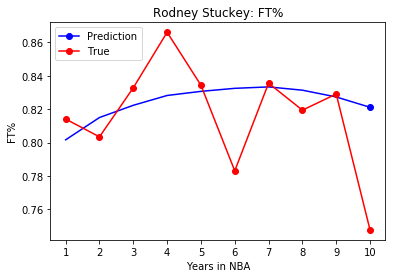 Rodney Stuckey: FT%
Prediction
True
0.86
0.84
0.82
0.80
0.78
0.76
FT%
1 2 3 4 5 6 7 8 9 10
Years in NBA